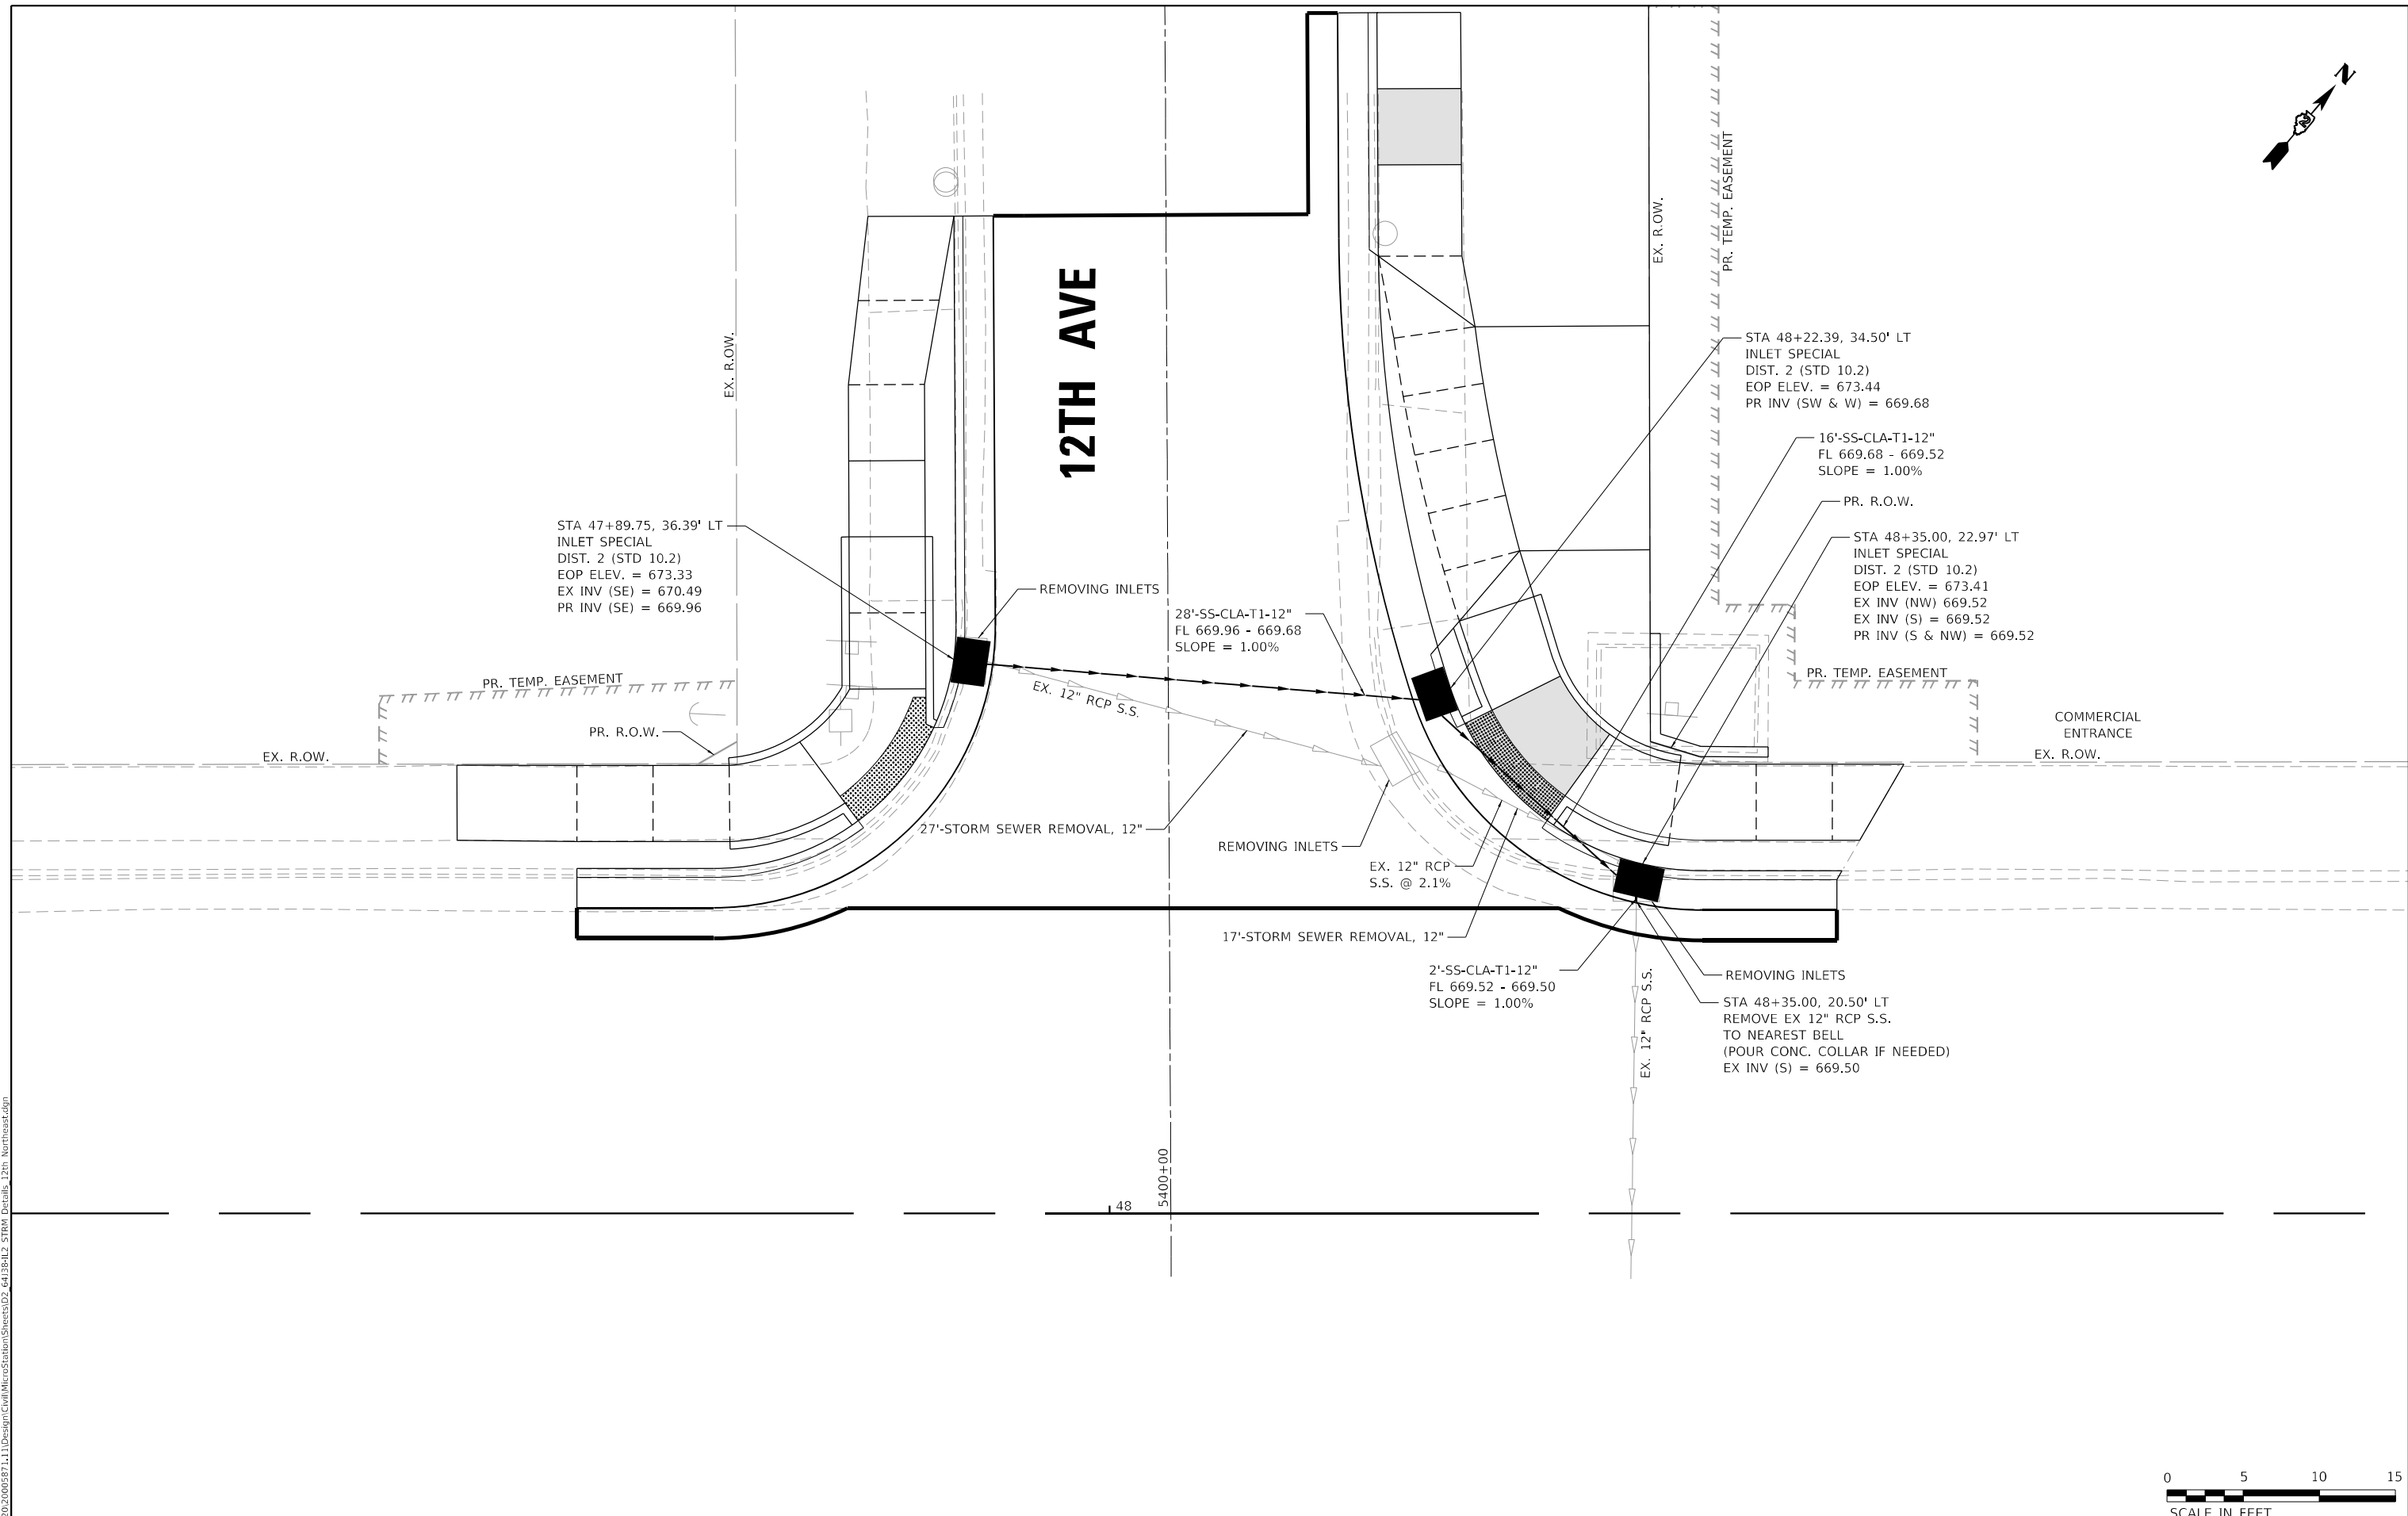 N
PR. TEMP. EASEMENT
EX. R.OW.
EX. R.OW.
12TH AVE
STA 48+22.39, 34.50' LT
INLET SPECIAL
DIST. 2 (STD 10.2)
EOP ELEV. = 673.44
PR INV (SW & W) = 669.68
16'-SS-CLA-T1-12"
FL 669.68 - 669.52
SLOPE = 1.00%
PR. R.O.W.
STA 48+35.00, 22.97' LT
INLET SPECIAL
DIST. 2 (STD 10.2)
EOP ELEV. = 673.41
EX INV (NW) 669.52
EX INV (S) = 669.52
PR INV (S & NW) = 669.52
STA 47+89.75, 36.39' LT
INLET SPECIAL
DIST. 2 (STD 10.2)
EOP ELEV. = 673.33
EX INV (SE) = 670.49
PR INV (SE) = 669.96
REMOVING INLETS
28'-SS-CLA-T1-12"
FL 669.96 - 669.68
SLOPE = 1.00%
PR. TEMP. EASEMENT
EX. 12" RCP S.S.
PR. TEMP. EASEMENT
PR. R.O.W.
COMMERCIAL
ENTRANCE
EX. R.OW.
EX. R.OW.
27'-STORM SEWER REMOVAL, 12"
REMOVING INLETS
EX. 12" RCP
S.S. @ 2.1%
17'-STORM SEWER REMOVAL, 12"
2'-SS-CLA-T1-12"
FL 669.52 - 669.50
SLOPE = 1.00%
EX. 12" RCP S.S.
REMOVING INLETS
STA 48+35.00, 20.50' LT
REMOVE EX 12" RCP S.S.
TO NEAREST BELL
(POUR CONC. COLLAR IF NEEDED)
EX INV (S) = 669.50
5400+00
48
0 5 10 15
SCALE IN FEET